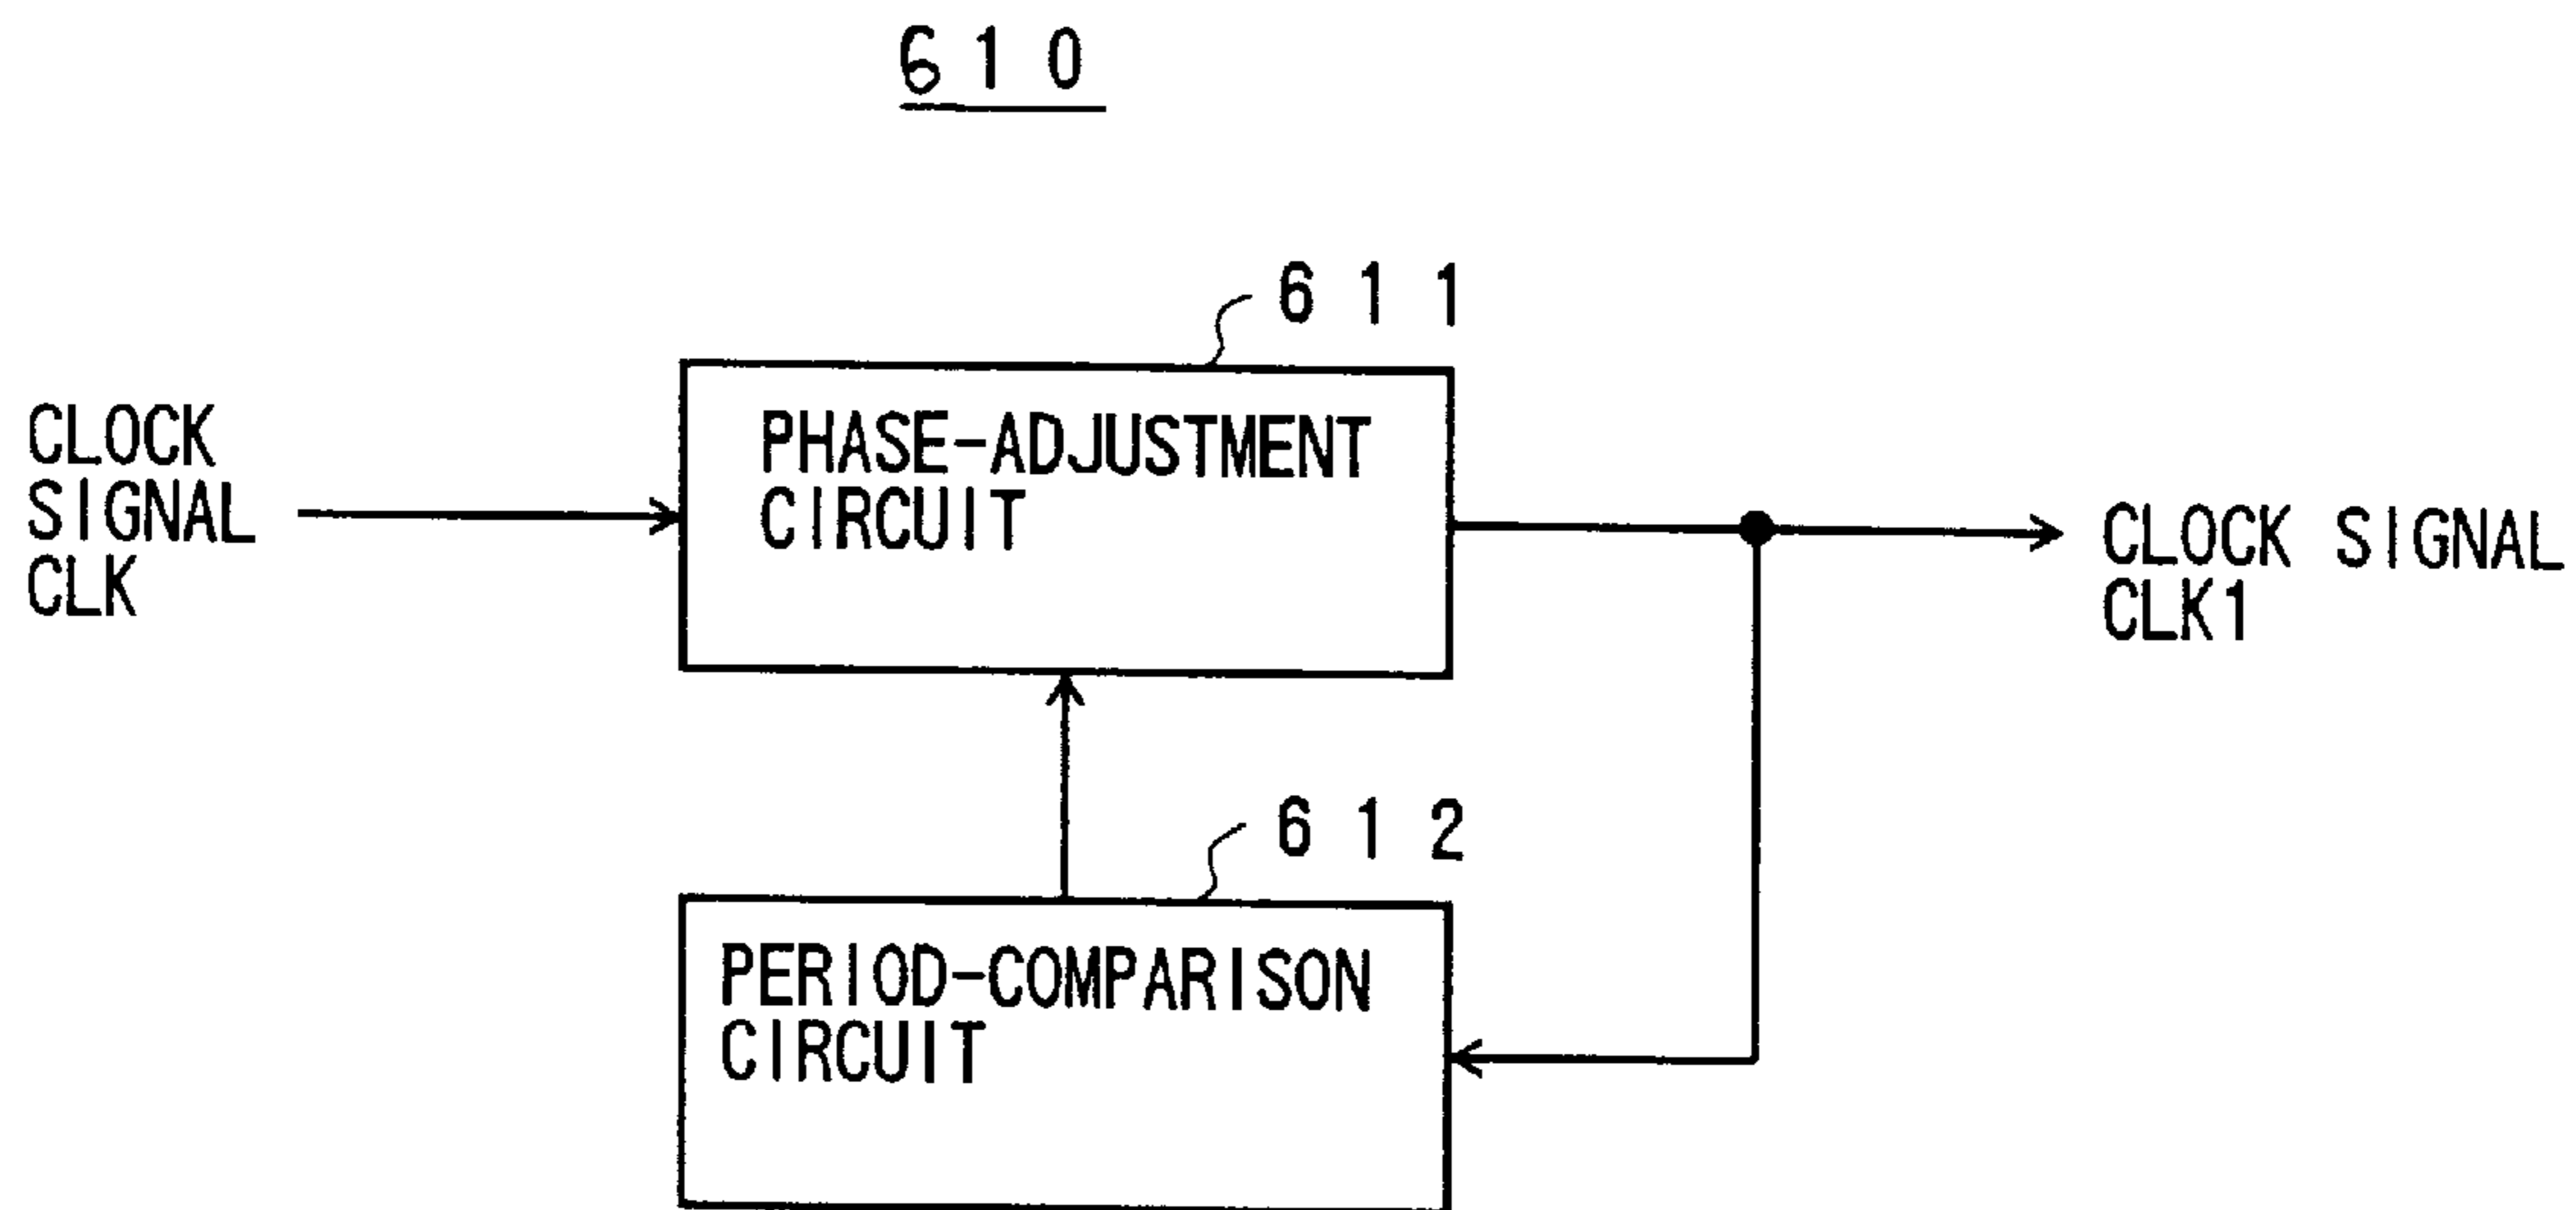 610
611
CLOCK
SIGNAL
CLK
PHASE-ADJUSTMENT
CIRCUIT
CLOCK SIGNAL
CLK1
612
PERIOD-COMPARISON
CIRCUIT